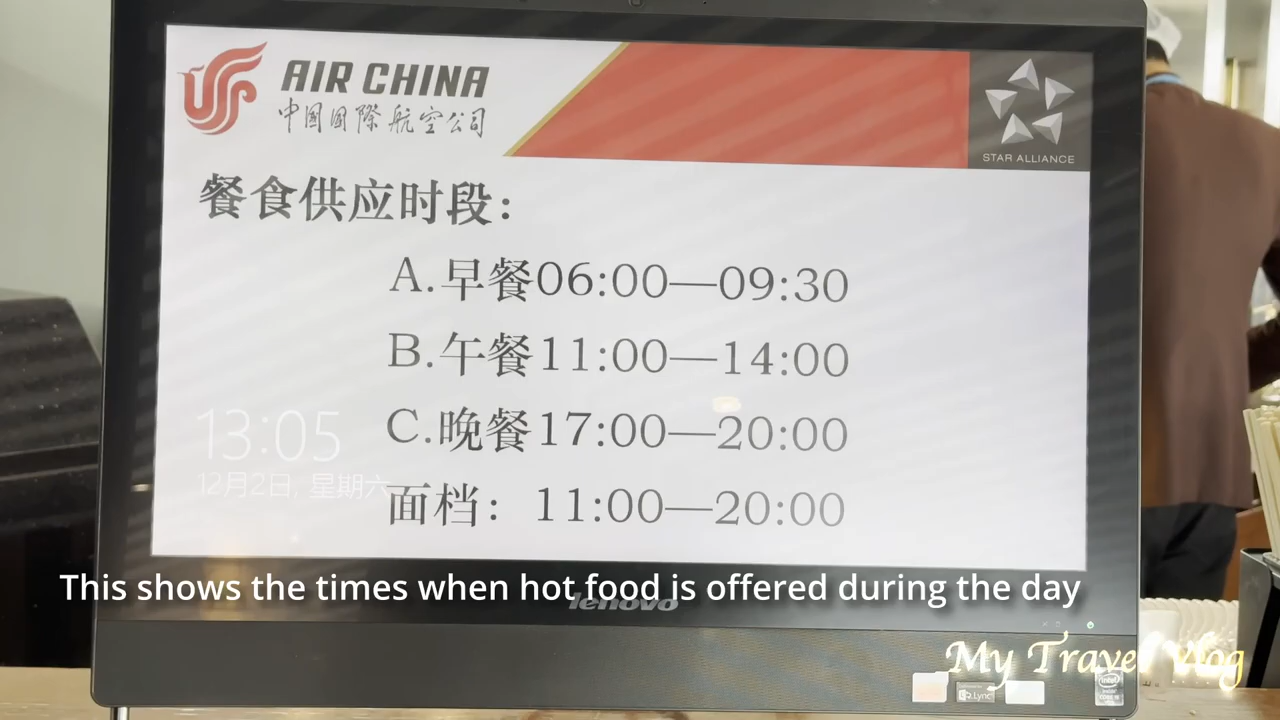 AIR CHINA
中国国际航空公司
STAR ALLIANCE
餐食供应时段:
A.早餐06:00—09:30
B.午餐11:00—14:00
C.晚餐17:00—20:00
13:05
12月2日, 星期六
面档: 11:00—20:00
This shows the times when hot food is offered during the day
lenovo
My Travel Vlog
Lync
intel